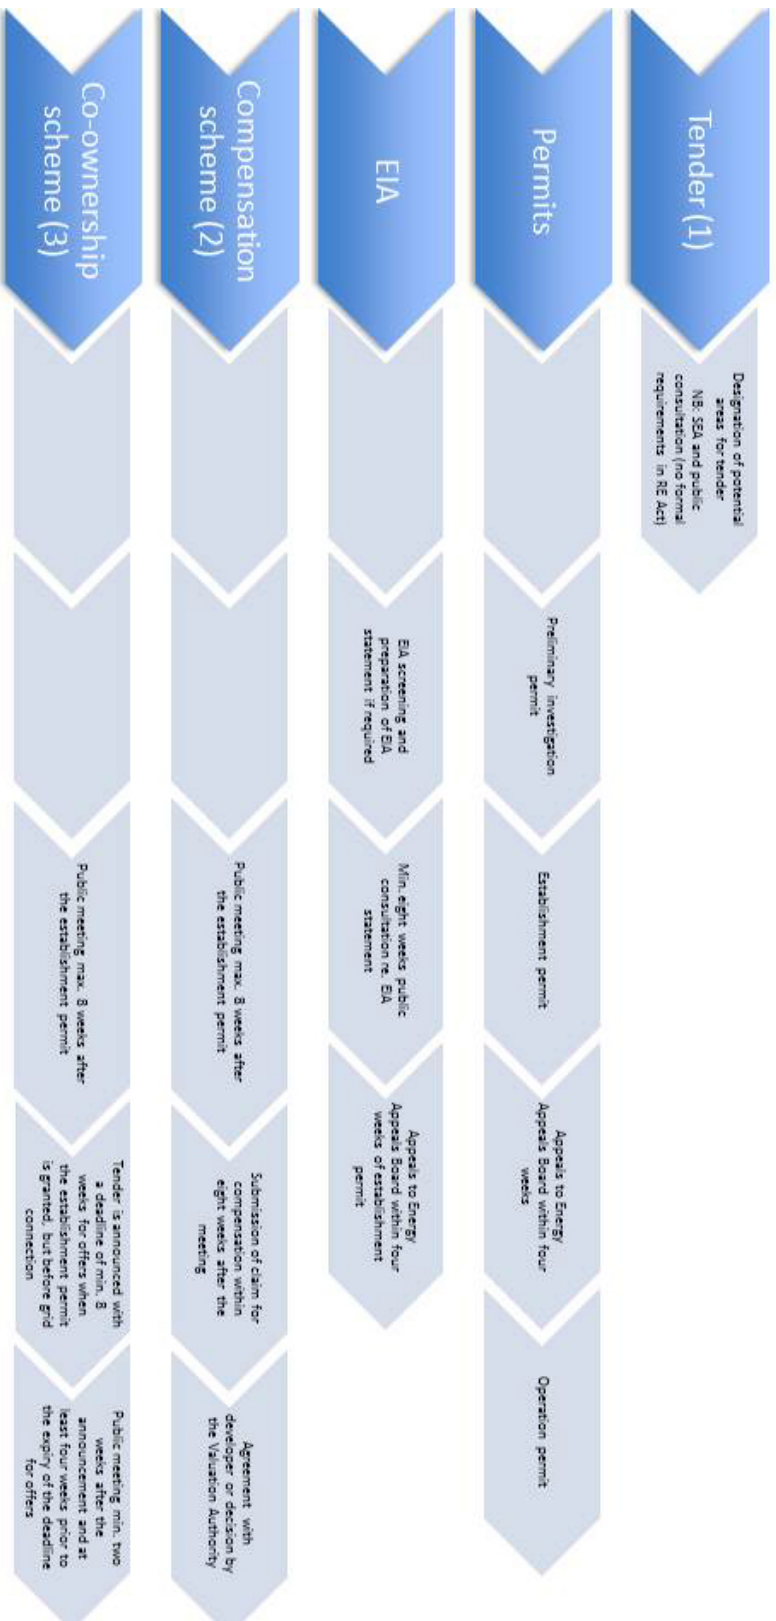 Tender (1)
Designation of potential
areas for tender
NB: SEA and public
consultation (no formal
requirements in RE Act)
Permits
Preliminary investigation
permit
Establishment permit
Appeals to Energy
Appeals Board within four
weeks
Operation permit
EIA
EIA screening and
preparation of EIA
statement if required
Min. eight weeks public
consultation re. EIA
statement
Appeals to Energy
Appeals Board within four
weeks of establishment
permit
Compensation
scheme (2)
Public meeting max. 8 weeks after
the establishment permit
Submission of claim for
compensation within
eight weeks after the
meeting
Agreement with
developer or decision by
the Valuation Authority
Co-ownership
scheme (3)
Public meeting max. 8 weeks after
the establishment permit
Tender is announced with
a deadline of min. 8
weeks for offers when
the establishment permit
is granted, but before grid
connection
Public meeting min. two
weeks after the
announcement and at
least four weeks prior to
the expiry of the deadline
for offers